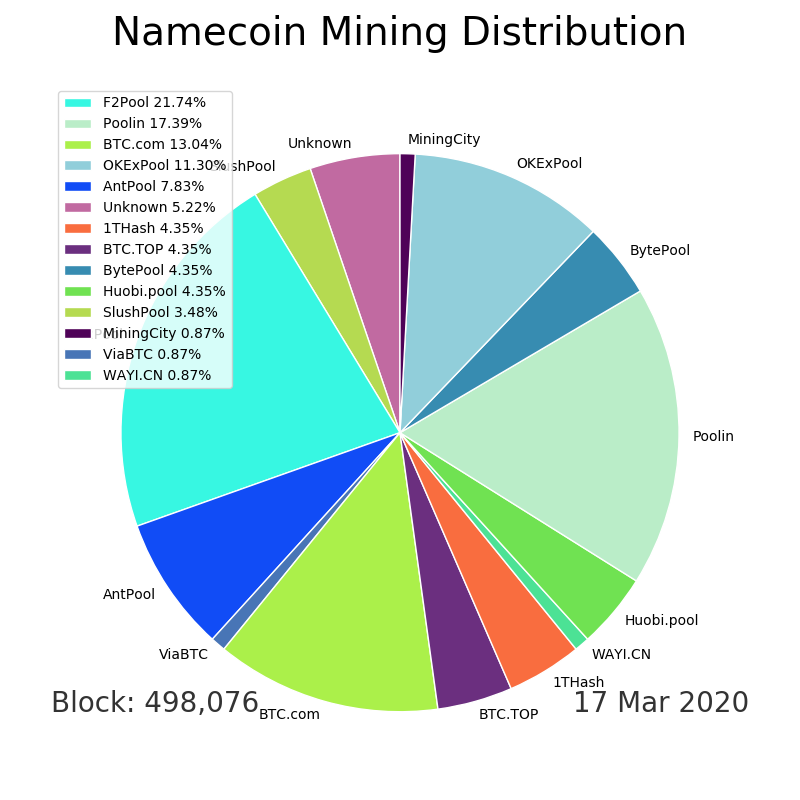 Namecoin Mining Distribution
F2Pool 21.74%
Poolin 17.39%
BTC.com 13.04%
OKExPool 11.30%
AntPool 7.83%
Unknown 5.22%
1THash 4.35%
BTC.TOP 4.35%
BytePool 4.35%
Huobi.pool 4.35%
SlushPool 3.48%
MiningCity 0.87%
ViaBTC 0.87%
WAYI.CN 0.87%
MiningCity
Unknown
OKExPool
SlushPool
BytePool
Poolin
AntPool
Huobi.pool
ViaBTC
WAYI.CN
1THash
BTC.com
BTC.TOP
Block: 498,076
17 Mar 2020